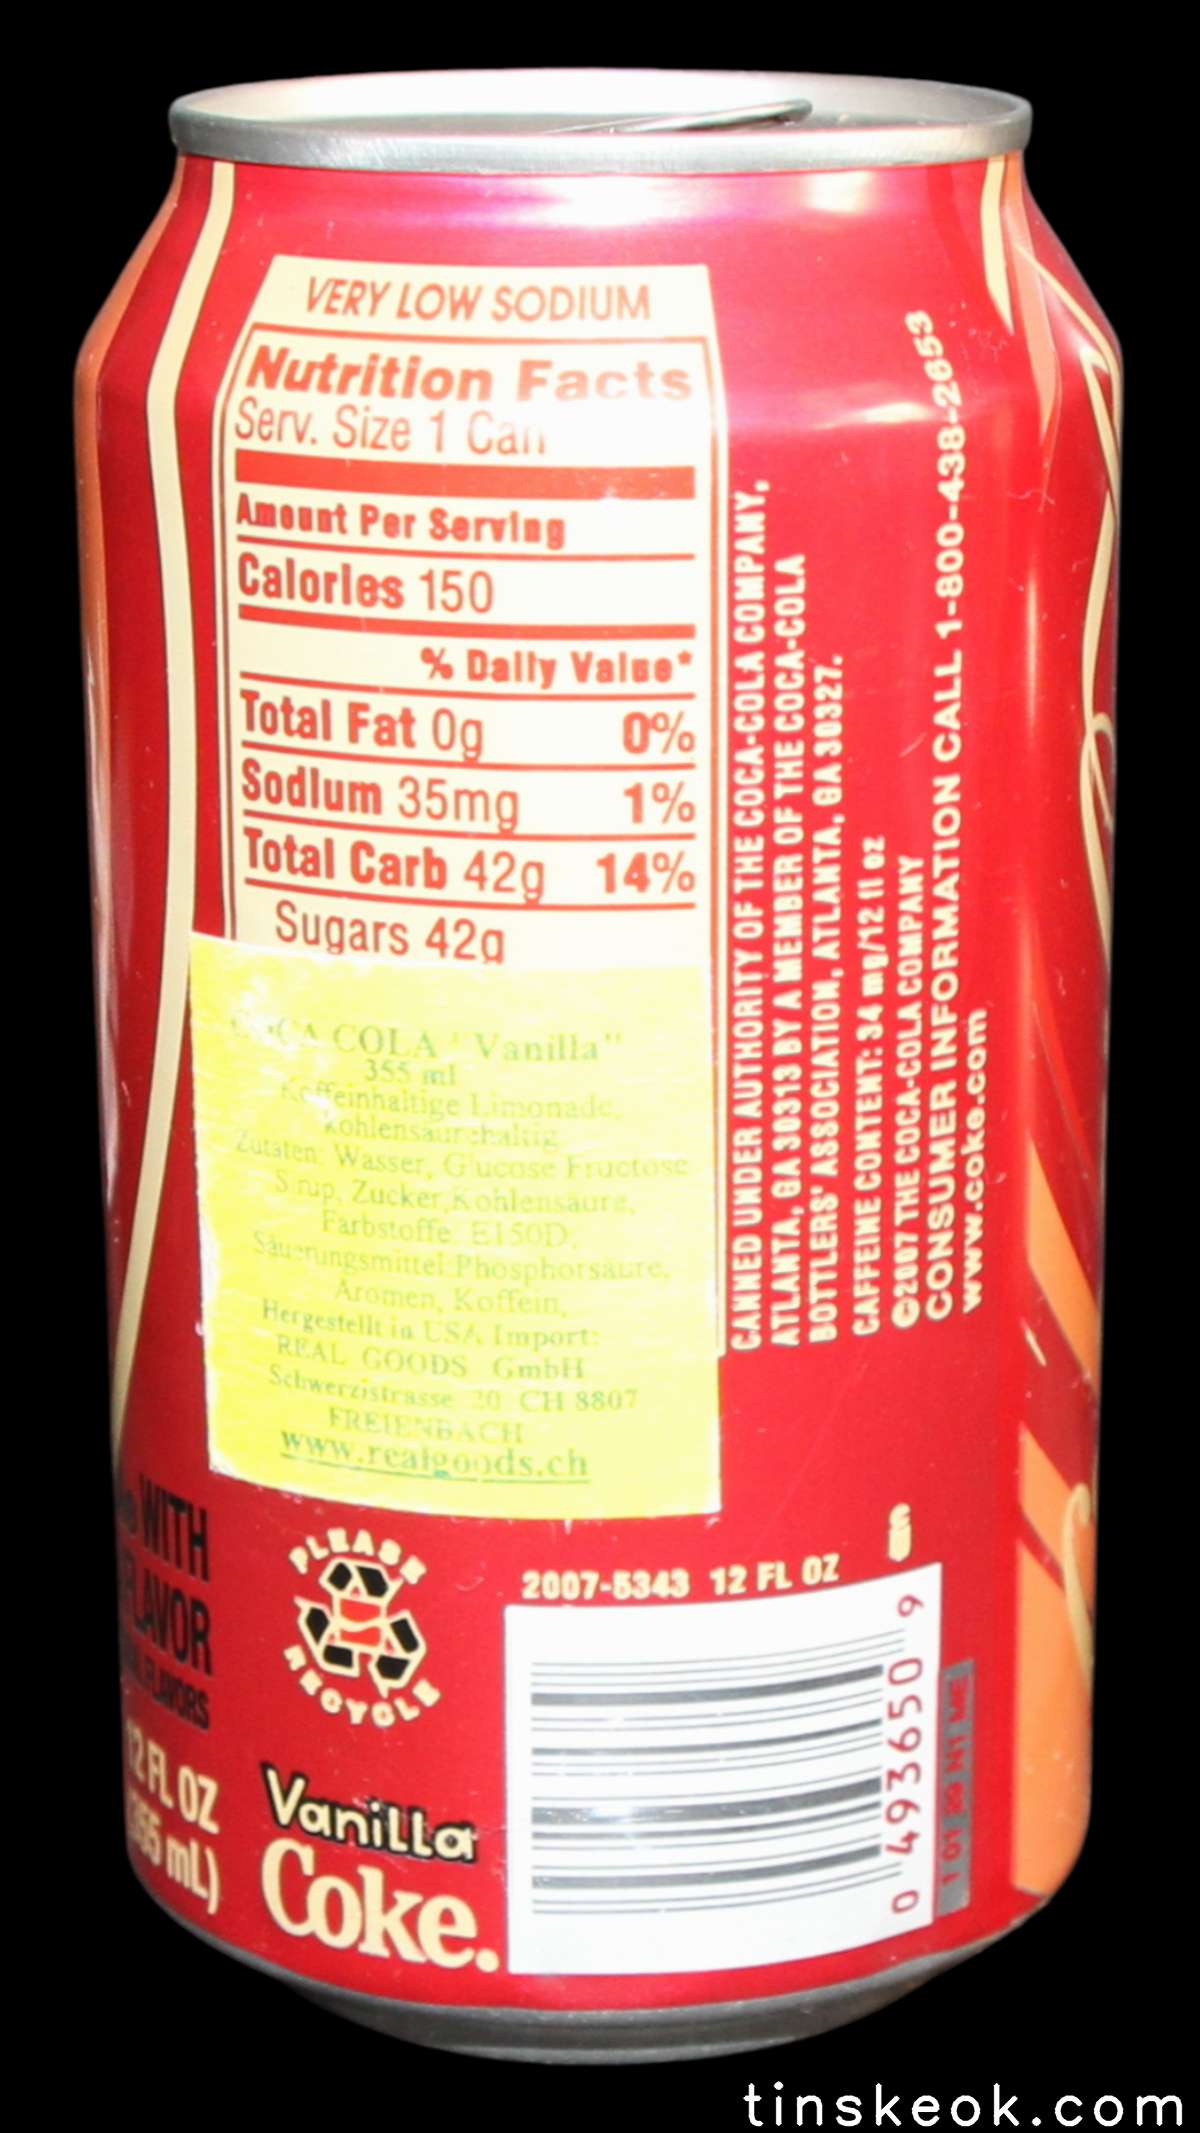 VERY LOW SODIUM
Nutrition Facts
Serv. Size 1 Can
Amount Per Serving
Calories 150
% Daily Value*
Total Fat 0g 0%
Sodium 35mg 1%
Total Carb 42g 14%
Sugars 42g
COCA COLA "Vanilla"
355 ml
Koffeinhaltige Limonade,
kohlensäurehaltig
Zutaten: Wasser, Glucose Fructose
Sirup, Zucker, Kohlensäure,
Farbstoffe: E150D,
Säuerungsmittel Phosphorsäure,
Aromen, Koffein,
Hergestellt in USA Import:
REAL GOODS GmbH
Schwerzistrasse 20 CH 8807
FREIENBACH
www.realgoods.ch
CANNED UNDER AUTHORITY OF THE COCA-COLA COMPANY,
ATLANTA, GA 30313 BY A MEMBER OF THE COCA-COLA
BOTTLERS' ASSOCIATION, ATLANTA, GA 30327.
CAFFEINE CONTENT: 34 mg/12 fl oz
©2007 THE COCA-COLA COMPANY
CONSUMER INFORMATION CALL 1-800-438-2653
www.coke.com
WITH
FLAVOR
FLAVORS
12 FL OZ
(355 mL)
PLEASE
RECYCLE
Vanilla
Coke.
2007-5343 12 FL OZ
0 493650 9
tinskeok.com